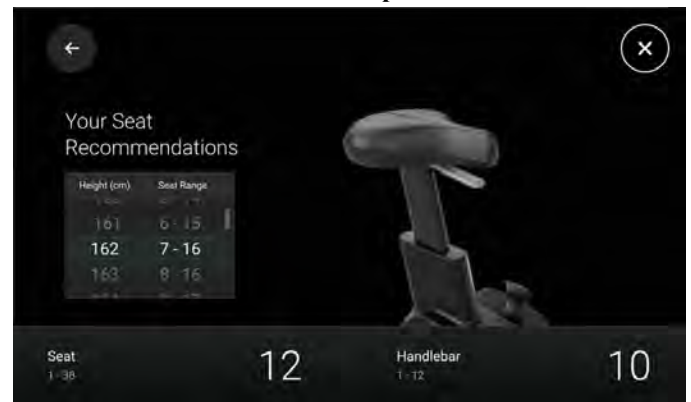 Your Seat
Recommendations
Height (cm) Seat Range
161 6 - 15
162 7 - 16
163 8 - 16
Seat
1 - 38
12
Handlebar
1 - 12
10